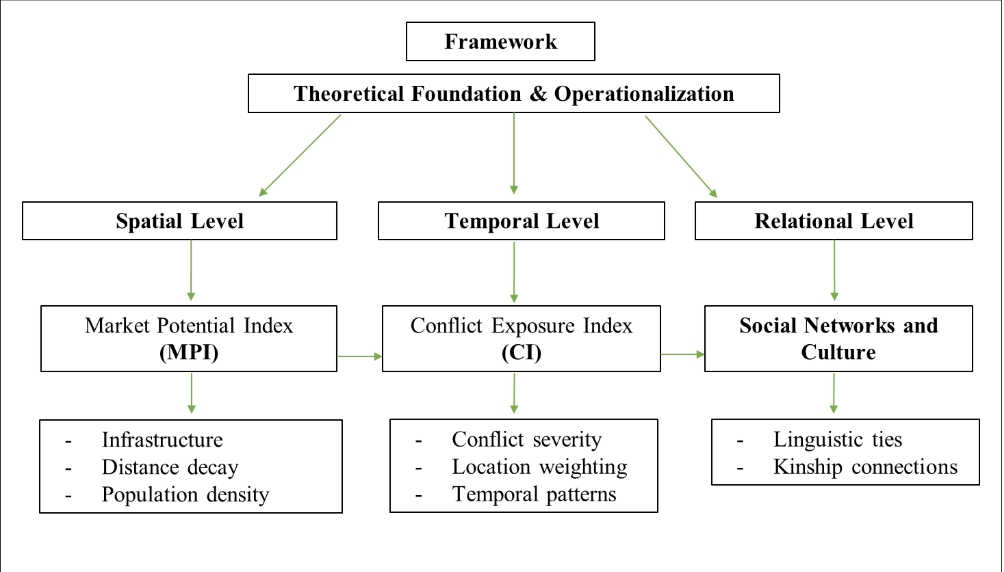 Framework
Theoretical Foundation & Operationalization
Spatial Level
Temporal Level
Relational Level
Market Potential Index
(MPI)
Conflict Exposure Index
(CI)
Social Networks and
Culture
- Infrastructure
- Distance decay
- Population density
- Conflict severity
- Location weighting
- Temporal patterns
- Linguistic ties
- Kinship connections